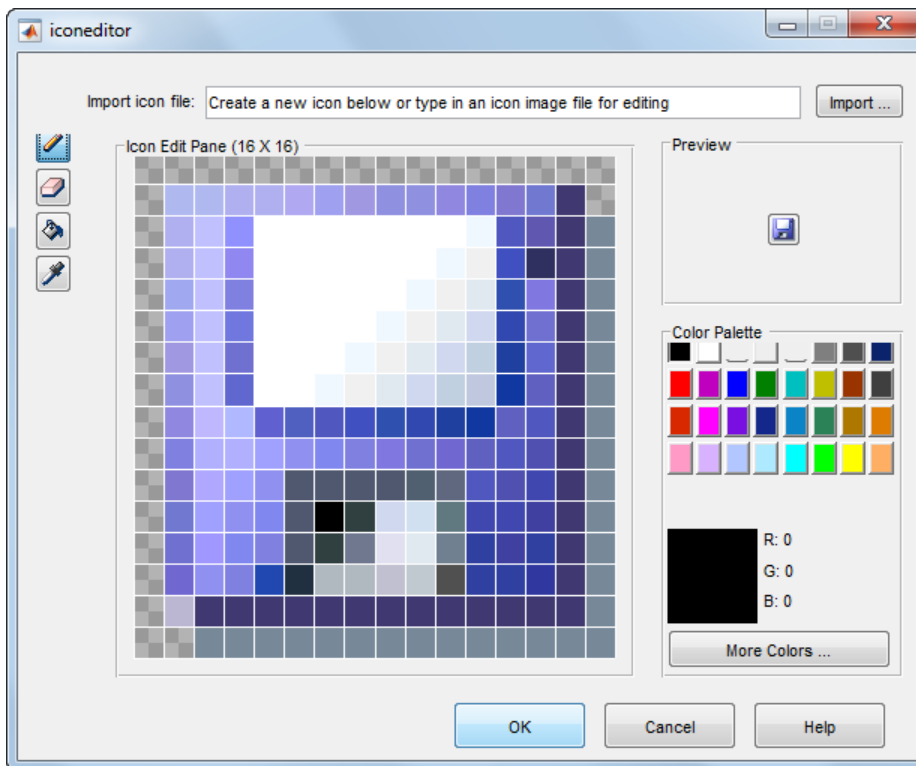 iconeditor
Import icon file: Create a new icon below or type in an icon image file for editing Import ...
Icon Edit Pane (16 X 16)
Preview
Color Palette
R: 0
G: 0
B: 0
More Colors ...
OK Cancel Help